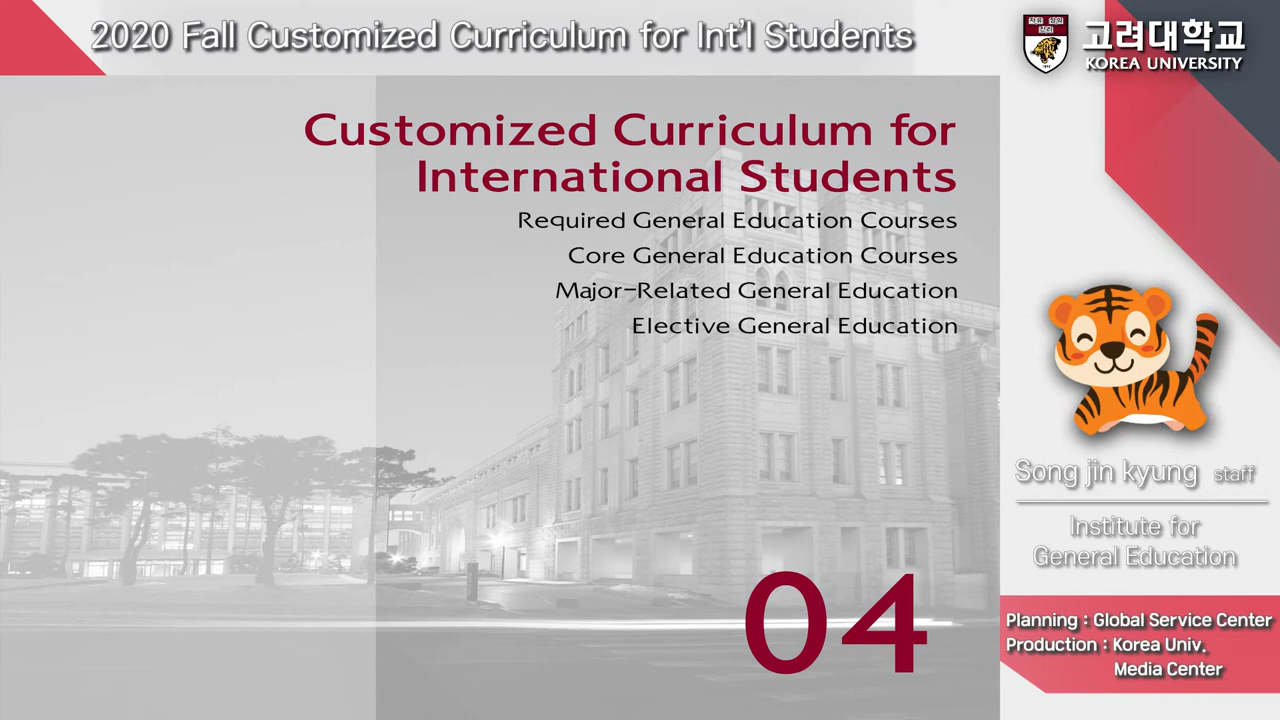 2020 Fall Customized Curriculum for Int'l Students
고려대학교
KOREA UNIVERSITY
Customized Curriculum for
International Students
Required General Education Courses
Core General Education Courses
Major-Related General Education
Elective General Education
04
Song jin kyung staff
Institute for
General Education
Planning : Global Service Center
Production : Korea Univ.
Media Center